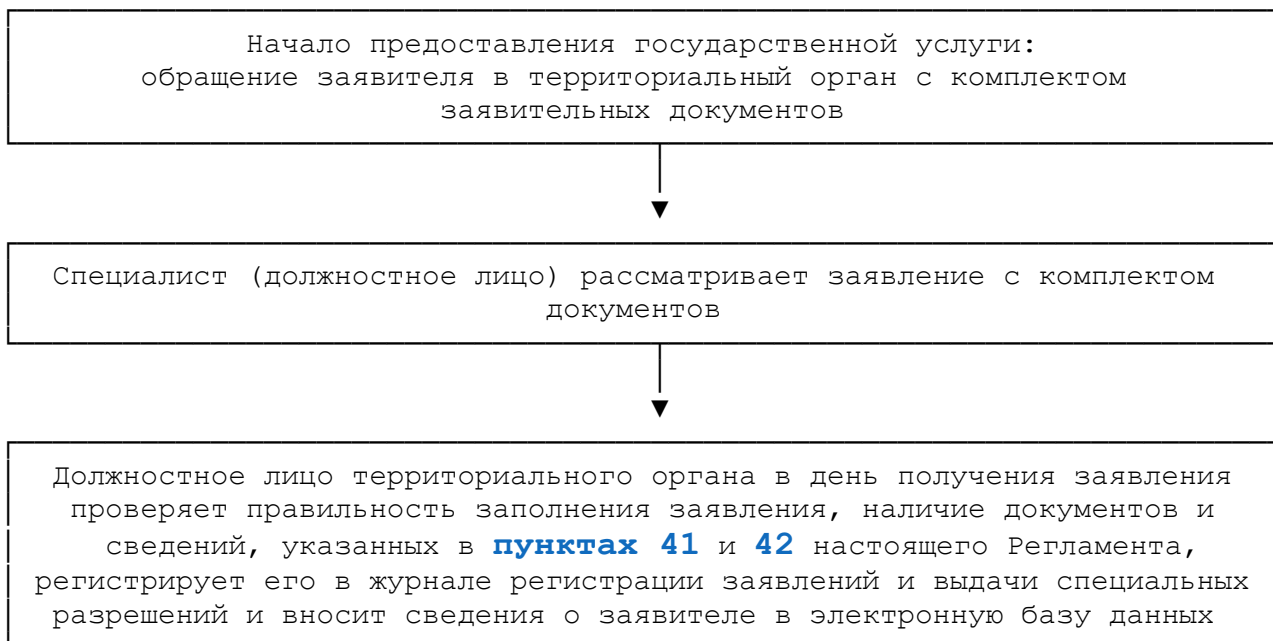 Начало предоставления государственной услуги:
обращение заявителя в территориальный орган с комплектом
заявительных документов
Специалист (должностное лицо) рассматривает заявление с комплектом
документов
Должностное лицо территориального органа в день получения заявления
проверяет правильность заполнения заявления, наличие документов и
сведений, указанных в пунктах 41 и 42 настоящего Регламента,
регистрирует его в журнале регистрации заявлений и выдачи специальных
разрешений и вносит сведения о заявителе в электронную базу данных